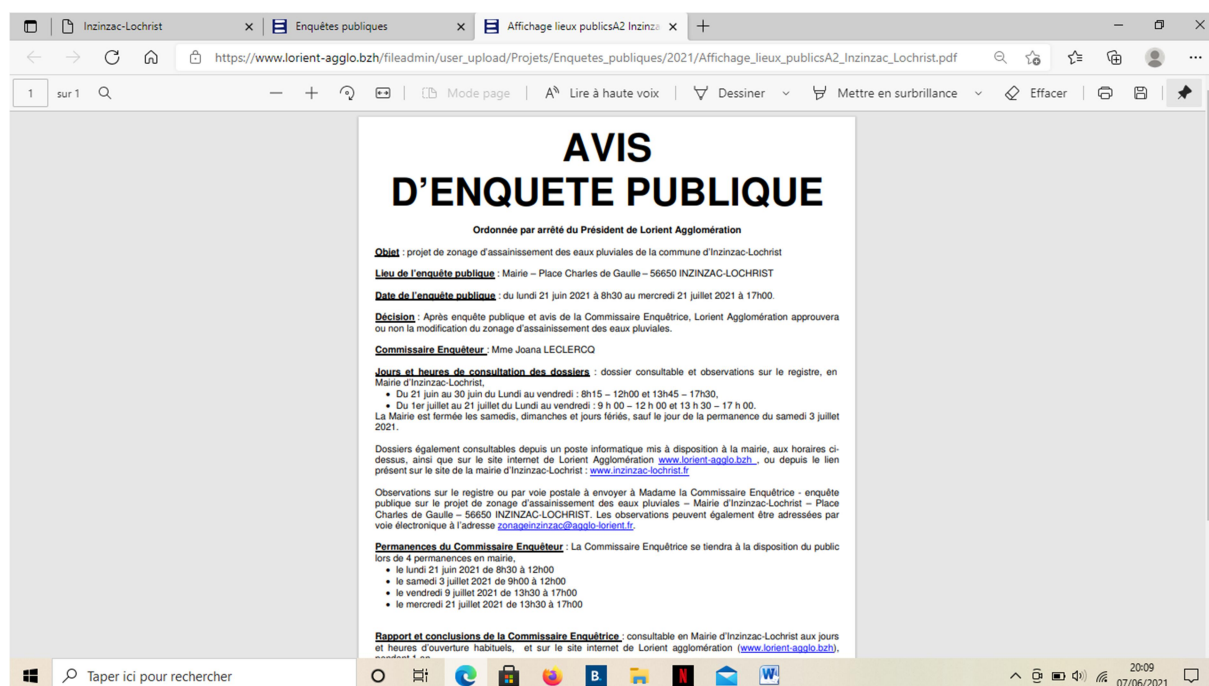 Inzinzac-Lochrist
Enquêtes publiques
Affichage lieux publicsA2 Inzinza
https://www.lorient-agglo.bzh/fileadmin/user_upload/Projets/Enquetes_publiques/2021/Affichage_lieux_publicsA2_Inzinzac_Lochrist.pdf
1 sur 1 Mode page Lire à haute voix Dessiner Mettre en surbrillance Effacer
AVIS
D'ENQUETE PUBLIQUE
Ordonnée par arrêté du Président de Lorient Agglomération
Objet : projet de zonage d'assainissement des eaux pluviales de la commune d'Inzinzac-Lochrist
Lieu de l'enquête publique : Mairie – Place Charles de Gaulle – 56650 INZINZAC-LOCHRIST
Date de l'enquête publique : du lundi 21 juin 2021 à 8h30 au mercredi 21 juillet 2021 à 17h00.
Décision : Après enquête publique et avis de la Commissaire Enquêtrice, Lorient Agglomération approuvera
ou non la modification du zonage d'assainissement des eaux pluviales.
Commissaire Enquêteur : Mme Joana LECLERCQ
Jours et heures de consultation des dossiers : dossier consultable et observations sur le registre, en
Mairie d'Inzinzac-Lochrist,
• Du 21 juin au 30 juin du Lundi au vendredi : 8h15 – 12h00 et 13h45 – 17h30,
• Du 1er juillet au 21 juillet du Lundi au vendredi : 9 h 00 – 12 h 00 et 13 h 30 – 17 h 00.
La Mairie est fermée les samedis, dimanches et jours fériés, sauf le jour de la permanence du samedi 3 juillet
2021.
Dossiers également consultables depuis un poste informatique mis à disposition à la mairie, aux horaires ci-
dessus, ainsi que sur le site internet de Lorient Agglomération www.lorient-agglo.bzh , ou depuis le lien
présent sur le site de la mairie d'Inzinzac-Lochrist : www.inzinzac-lochrist.fr
Observations sur le registre ou par voie postale à envoyer à Madame la Commissaire Enquêtrice - enquête
publique sur le projet de zonage d'assainissement des eaux pluviales – Mairie d'Inzinzac-Lochrist – Place
Charles de Gaulle – 56650 INZINZAC-LOCHRIST. Les observations peuvent également être adressées par
voie électronique à l'adresse zonageinzinzac@agglo-lorient.fr.
Permanences du Commissaire Enquêteur : La Commissaire Enquêtrice se tiendra à la disposition du public
lors de 4 permanences en mairie,
• le lundi 21 juin 2021 de 8h30 à 12h00
• le samedi 3 juillet 2021 de 9h00 à 12h00
• le vendredi 9 juillet 2021 de 13h30 à 17h00
• le mercredi 21 juillet 2021 de 13h30 à 17h00
Rapport et conclusions de la Commissaire Enquêtrice : consultable en Mairie d'Inzinzac-Lochrist aux jours
et heures d'ouverture habituels, et sur le site internet de Lorient agglomération (www.lorient-agglo.bzh),
Taper ici pour rechercher
B.
N
W
20:09
07/06/2021